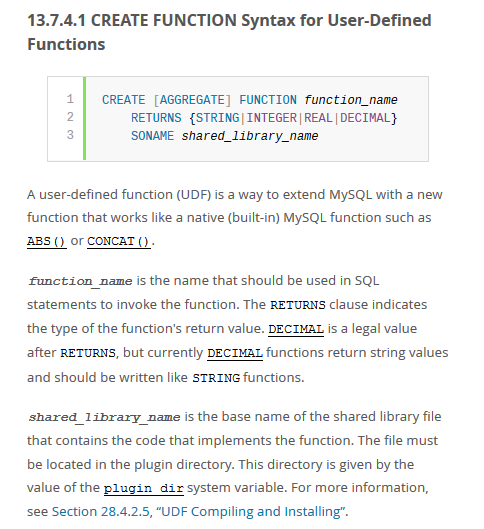 13.7.4.1 CREATE FUNCTION Syntax for User-Defined
Functions
1 CREATE [AGGREGATE] FUNCTION function_name
2 RETURNS {STRING|INTEGER|REAL|DECIMAL}
3 SONAME shared_library_name
A user-defined function (UDF) is a way to extend MySQL with a new
function that works like a native (built-in) MySQL function such as
ABS() or CONCAT().
function_name is the name that should be used in SQL
statements to invoke the function. The RETURNS clause indicates
the type of the function's return value. DECIMAL is a legal value
after RETURNS, but currently DECIMAL functions return string values
and should be written like STRING functions.
shared_library_name is the base name of the shared library file
that contains the code that implements the function. The file must
be located in the plugin directory. This directory is given by the
value of the plugin_dir system variable. For more information,
see Section 28.4.2.5, “UDF Compiling and Installing”.